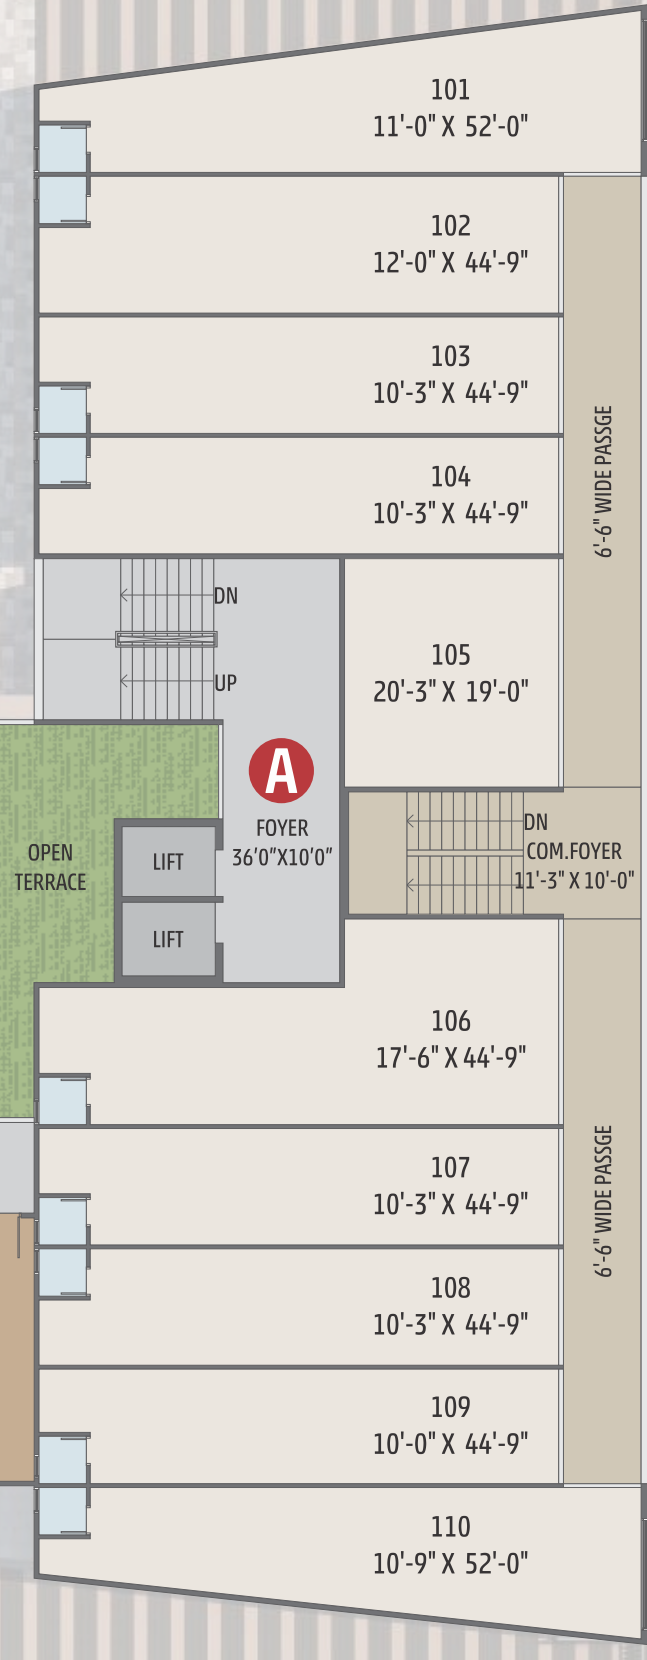 101
11'-0" X 52'-0"
102
12'-0" X 44'-9"
103
10'-3" X 44'-9"
104
10'-3" X 44'-9"
6'-6" WIDE PASSGE
DN
UP
105
20'-3" X 19'-0"
A
FOYER
36'0"X10'0"
OPEN
TERRACE
LIFT
LIFT
DN
COM.FOYER
11'-3" X 10'-0"
106
17'-6" X 44'-9"
107
10'-3" X 44'-9"
6'-6" WIDE PASSGE
108
10'-3" X 44'-9"
109
10'-0" X 44'-9"
110
10'-9" X 52'-0"